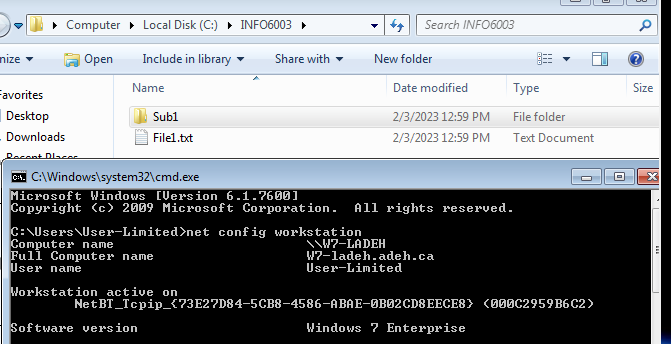 Computer ▸ Local Disk (C:) ▸ INFO6003 ▸ Search INFO6003
Open Include in library Share with New folder
Name Date modified Type Size
Desktop
Downloads
Recent Places
Sub1 2/3/2023 12:59 PM File folder
File1.txt 2/3/2023 12:59 PM Text Document
C:\Windows\system32\cmd.exe
Microsoft Windows [Version 6.1.7600]
Copyright (c) 2009 Microsoft Corporation. All rights reserved.
C:\Users\User-Limited>net config workstation
Computer name \\W7-LADEH
Full Computer name W7-ladeh.adeh.ca
User name User-Limited
Workstation active on
NetBT_Tcpip_{73E27D84-5CB8-4586-ABAE-0B02CD8EECE8} (000C2959B6C2)
Software version Windows 7 Enterprise